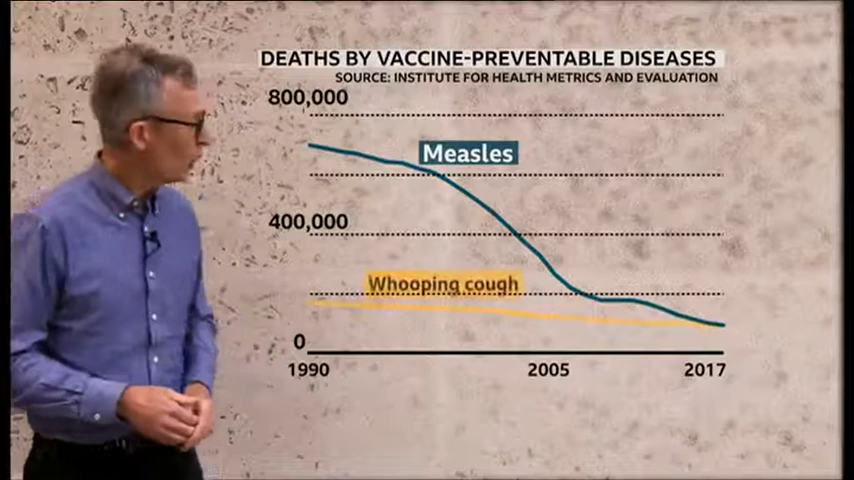 DEATHS BY VACCINE-PREVENTABLE DISEASES
SOURCE: INSTITUTE FOR HEALTH METRICS AND EVALUATION
800,000
Measles
400,000
Whooping cough
0
1990 2005 2017